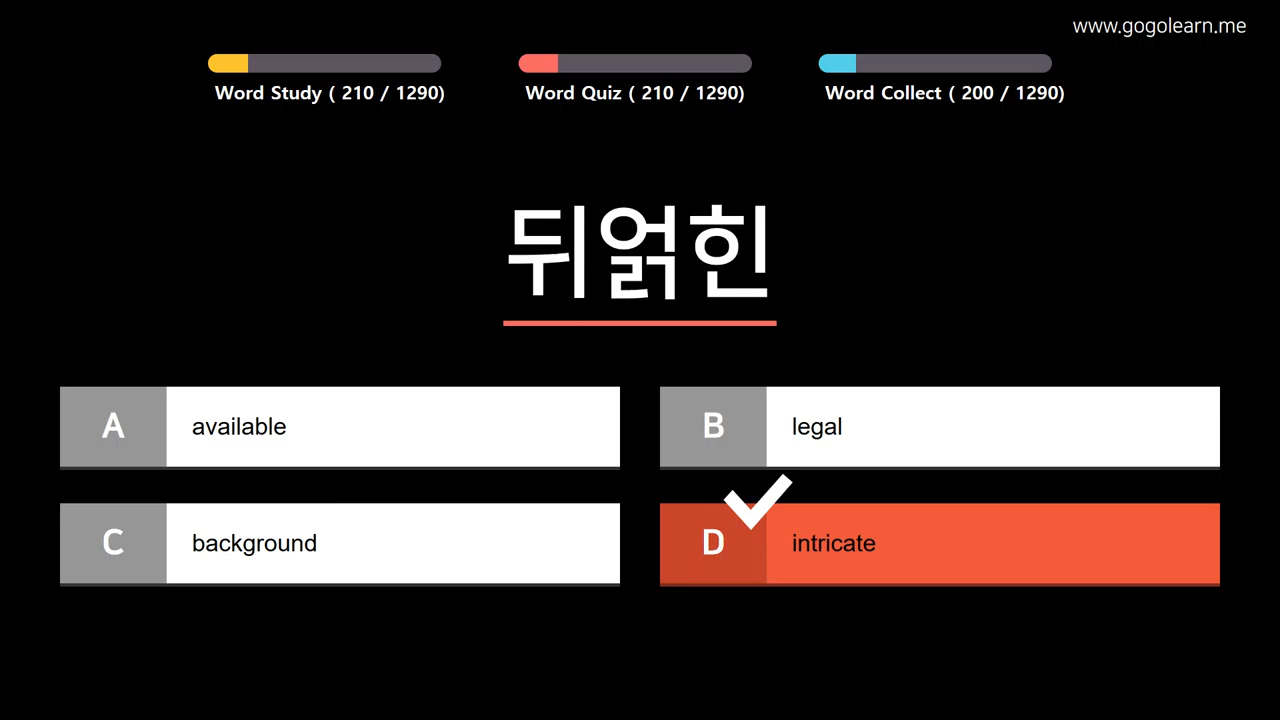 www.gogolearn.me
Word Study ( 210 / 1290)
Word Quiz ( 210 / 1290)
Word Collect ( 200 / 1290)
뒤얽힌
A available
B legal
C background
D intricate